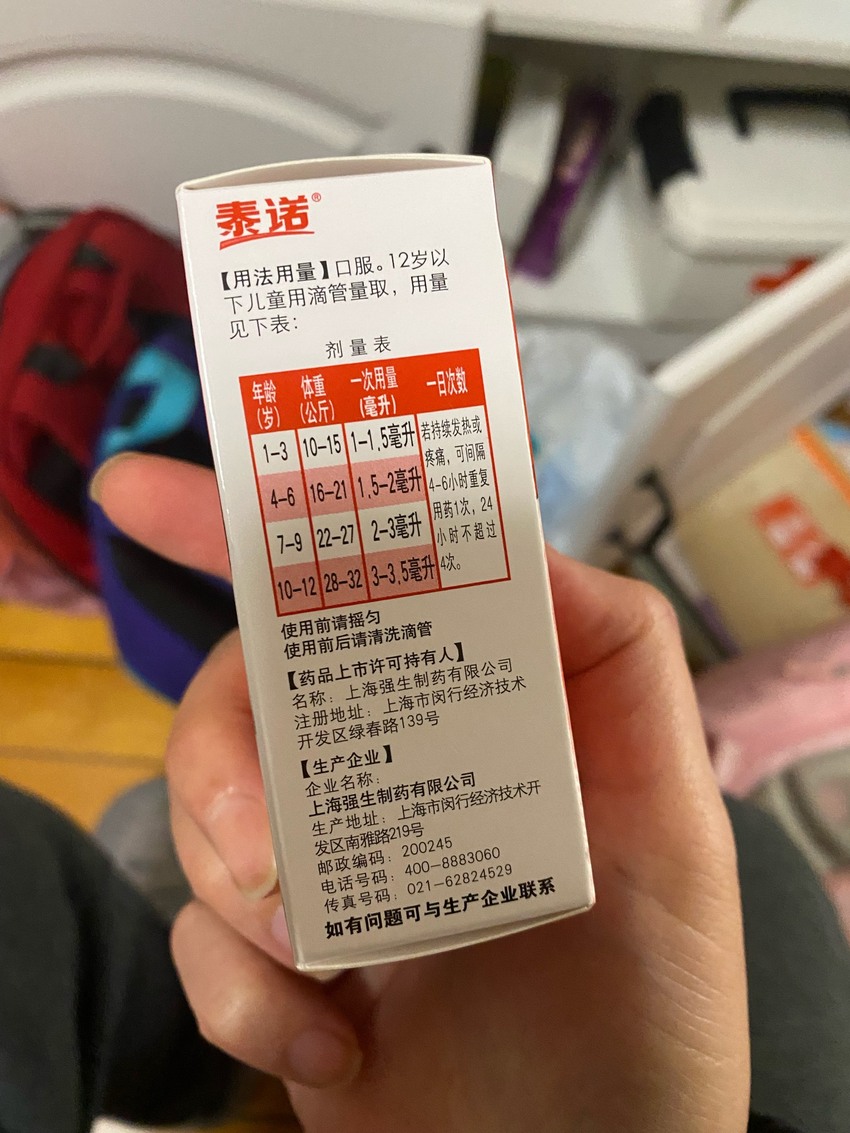 泰诺®
【用法用量】口服。12岁以
下儿童用滴管量取，用量
见下表：
剂量表
年龄(岁) 体重(公斤) 一次用量(毫升) 一日次数
1–3 10–15 1–1.5毫升
4–6 16–21 1.5–2毫升
7–9 22–27 2–3毫升
10–12 28–32 3–3.5毫升
若持续发热或
疼痛，可间隔
4–6小时重复
用药1次，24
小时不超过
4次。
使用前请摇匀
使用前后请清洗滴管
【药品上市许可持有人】
名称：上海强生制药有限公司
注册地址：上海市闵行经济技术
开发区绿春路139号
【生产企业】
企业名称：
上海强生制药有限公司
生产地址：上海市闵行经济技术开
发区南雅路219号
邮政编码：200245
电话号码：400–8883060
传真号码：021–62824529
如有问题可与生产企业联系